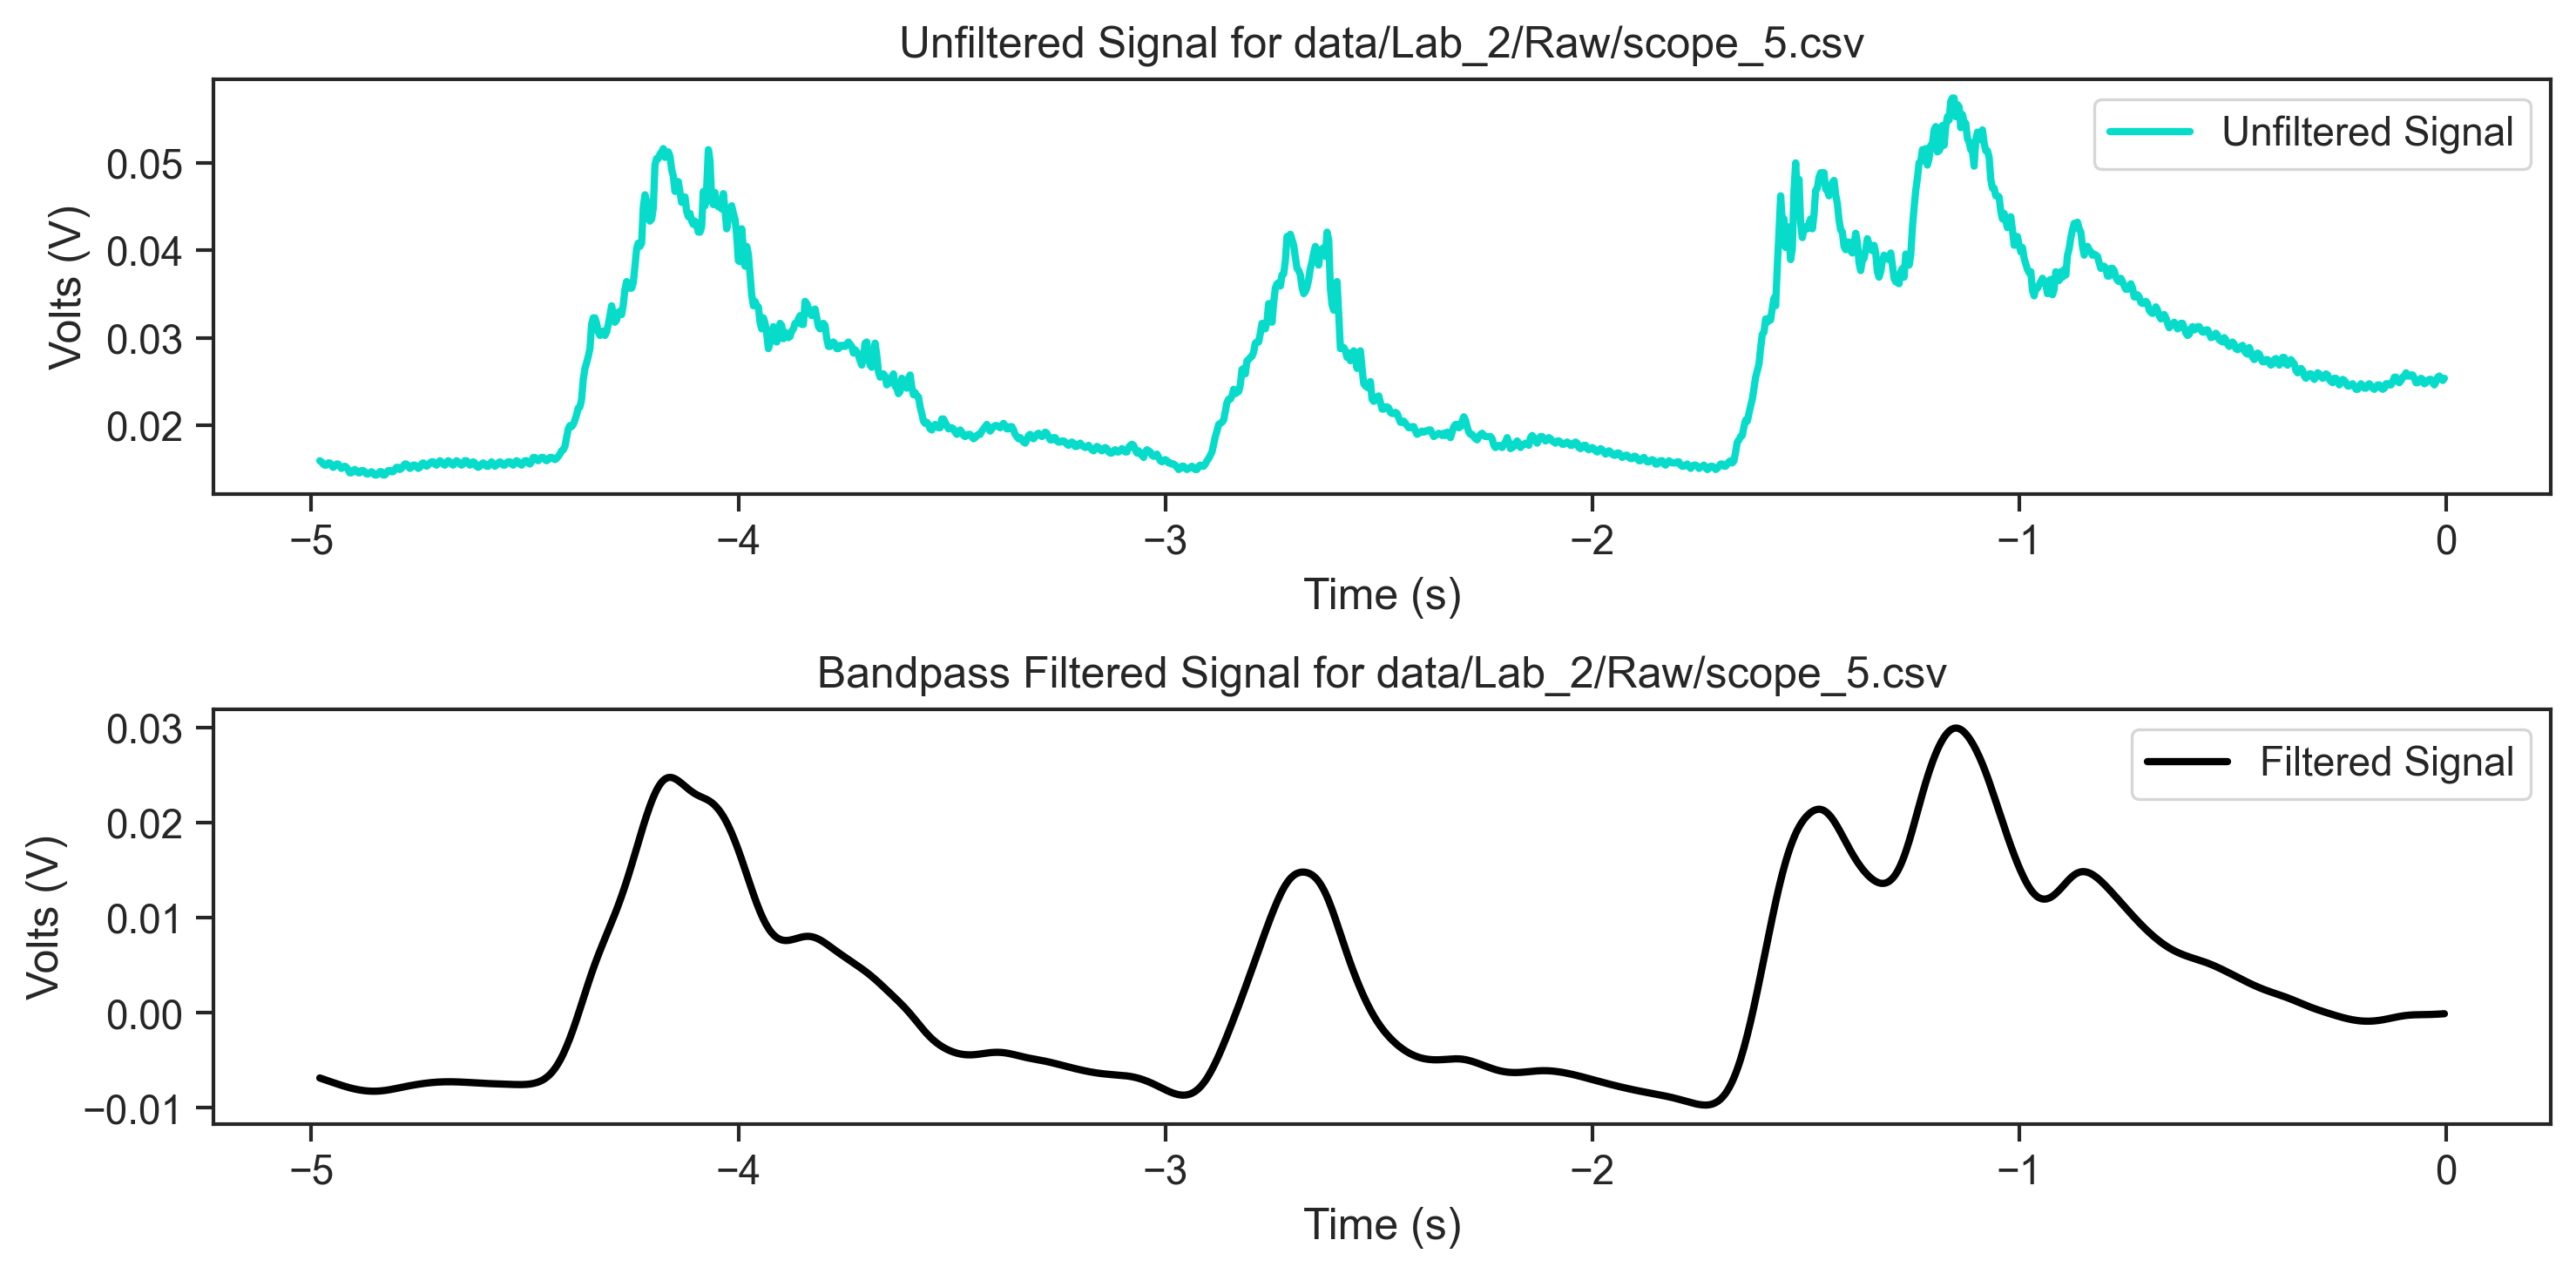 Unfiltered Signal for data/Lab_2/Raw/scope_5.csv
Unfiltered Signal
Volts (V)
0.05
0.04
0.03
0.02
−5 −4 −3 −2 −1 0
Time (s)
Bandpass Filtered Signal for data/Lab_2/Raw/scope_5.csv
Filtered Signal
Volts (V)
0.03
0.02
0.01
0.00
−0.01
−5 −4 −3 −2 −1 0
Time (s)